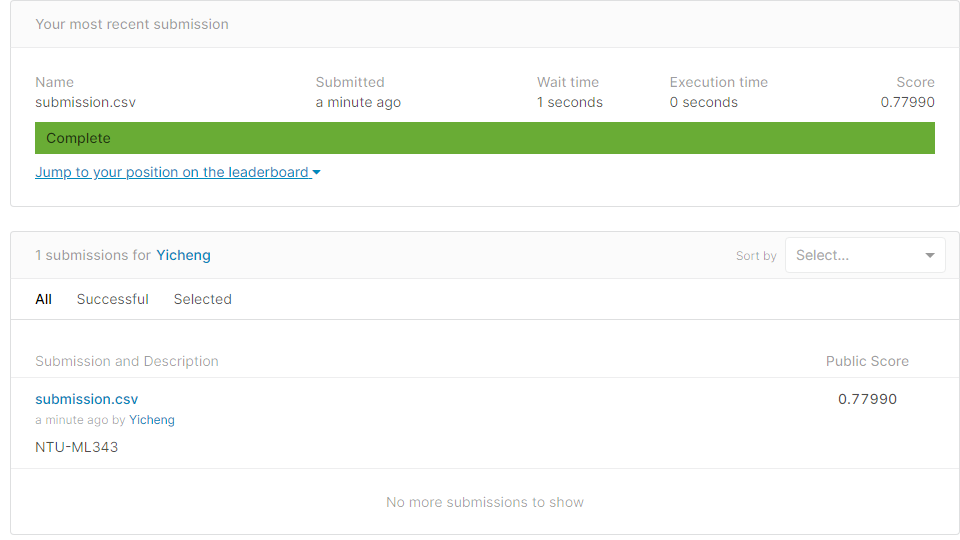 Your most recent submission
Name Submitted Wait time Execution time Score
submission.csv a minute ago 1 seconds 0 seconds 0.77990
Complete
Jump to your position on the leaderboard
1 submissions for Yicheng Sort by Select...
All Successful Selected
Submission and Description Public Score
submission.csv 0.77990
a minute ago by Yicheng
NTU-ML343
No more submissions to show